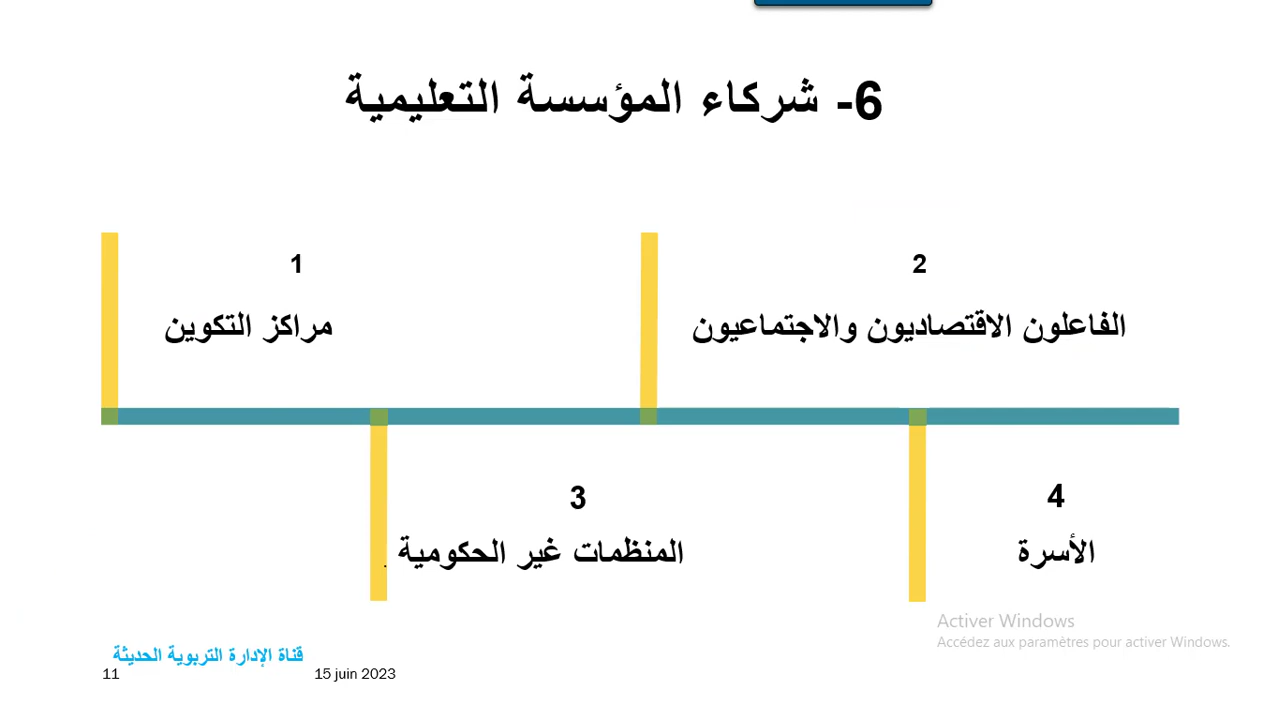 6- شركاء المؤسسة التعليمية
1
مراكز التكوين
2
الفاعلون الاقتصاديون والاجتماعيون
3
المنظمات غير الحكومية.
4
الأسرة
Activer Windows
Accédez aux paramètres pour activer Windows.
قناة الإدارة التربوية الحديثة
11
15 juin 2023